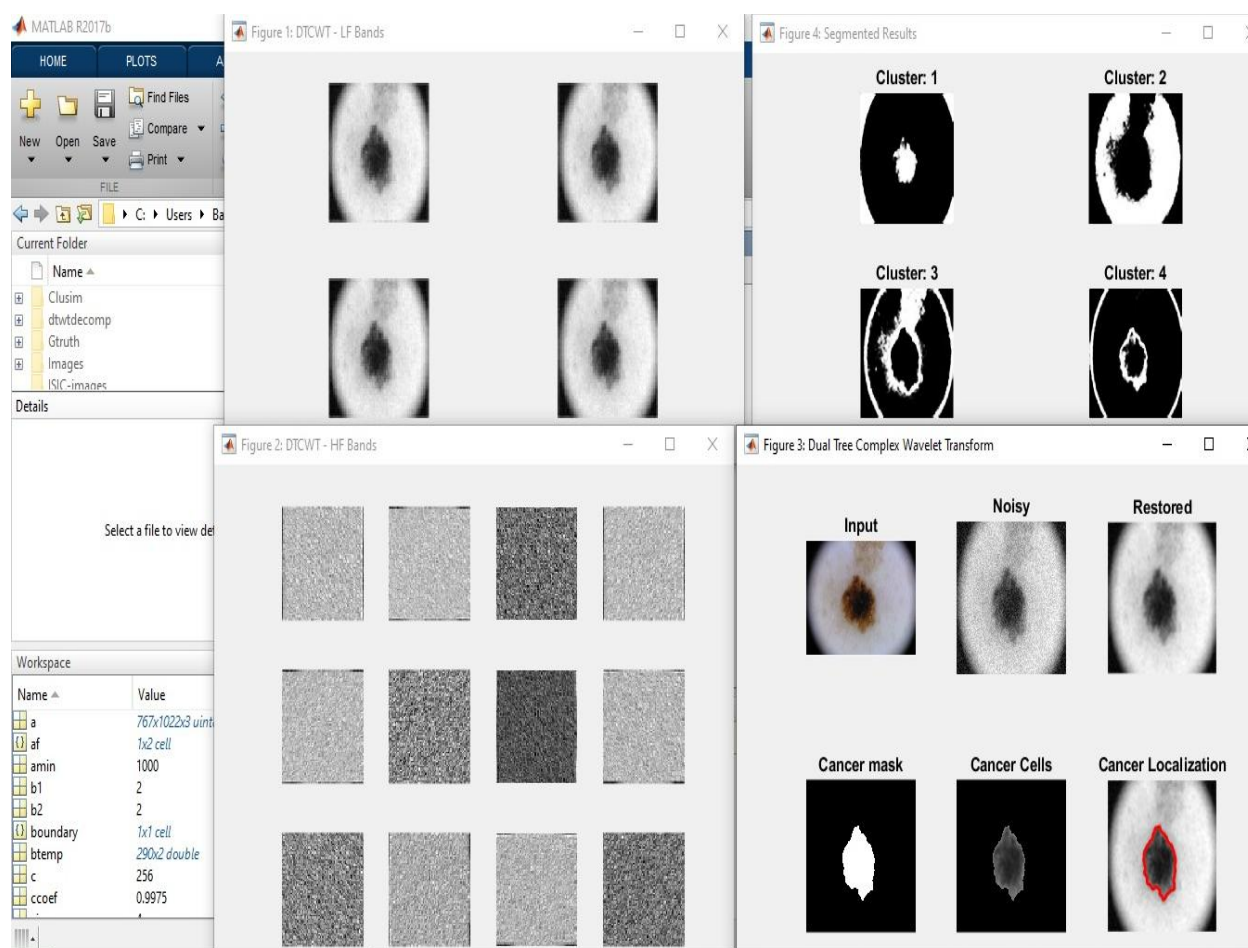 MATLAB R2017b
HOME PLOTS A
New Open Save
Find Files
Compare
Print
FILE
C: Users Ba
Current Folder
Name
Clusim
dtwtdecomp
Gtruth
Images
ISIC-images
Details
Select a file to view det
Workspace
Name Value
a 767x1022x3 uint
af 1x2 cell
amin 1000
b1 2
b2 2
boundary 1x1 cell
btemp 290x2 double
c 256
ccoef 0.9975
Figure 1: DTCWT - LF Bands
Figure 4: Segmented Results
Cluster: 1 Cluster: 2
Cluster: 3 Cluster: 4
Figure 2: DTCWT - HF Bands
Figure 3: Dual Tree Complex Wavelet Transform
Input Noisy Restored
Cancer mask Cancer Cells Cancer Localization